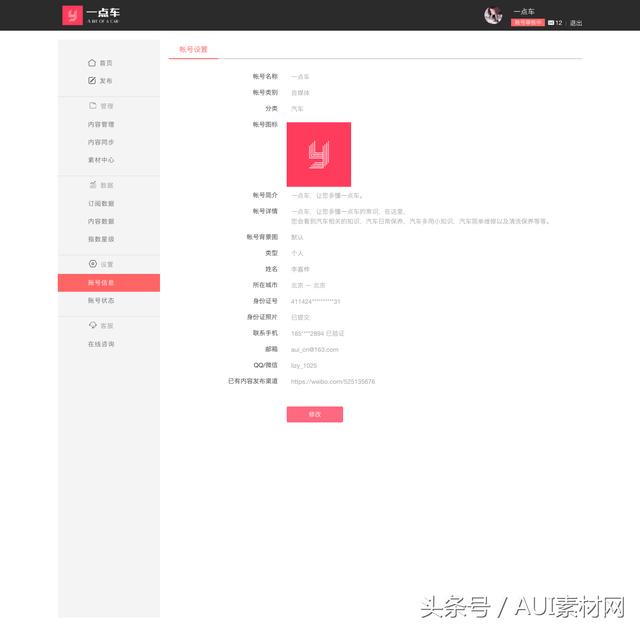 一点车
A BIT OF A CAR
一点车
账号审核中
12
退出
首页
发布
管理
内容管理
内容同步
素材中心
数据
订阅数据
内容数据
指数星级
设置
账号信息
账号状态
客服
在线咨询
帐号设置
帐号名称 一点车
帐号类别 自媒体
分类 汽车
帐号图标
帐号简介 一点车，让您多懂一点车。
帐号详情 一点车，让您多懂一点车的常识，在这里，
您会看到汽车相关的知识、汽车日常保养、汽车多用小知识、汽车简单维修以及清洗保养等等。
帐号背景图 默认
类型 个人
姓名
所在城市 北京 — 北京
身份证号 411424**********31
身份证照片 已提交
联系手机 185****2894 已验证
邮箱 aui_cn@163.com
QQ/微信 lizy_1025
已有内容发布渠道 https://weibo.com/525135676
修改
头条号 / AUI素材网